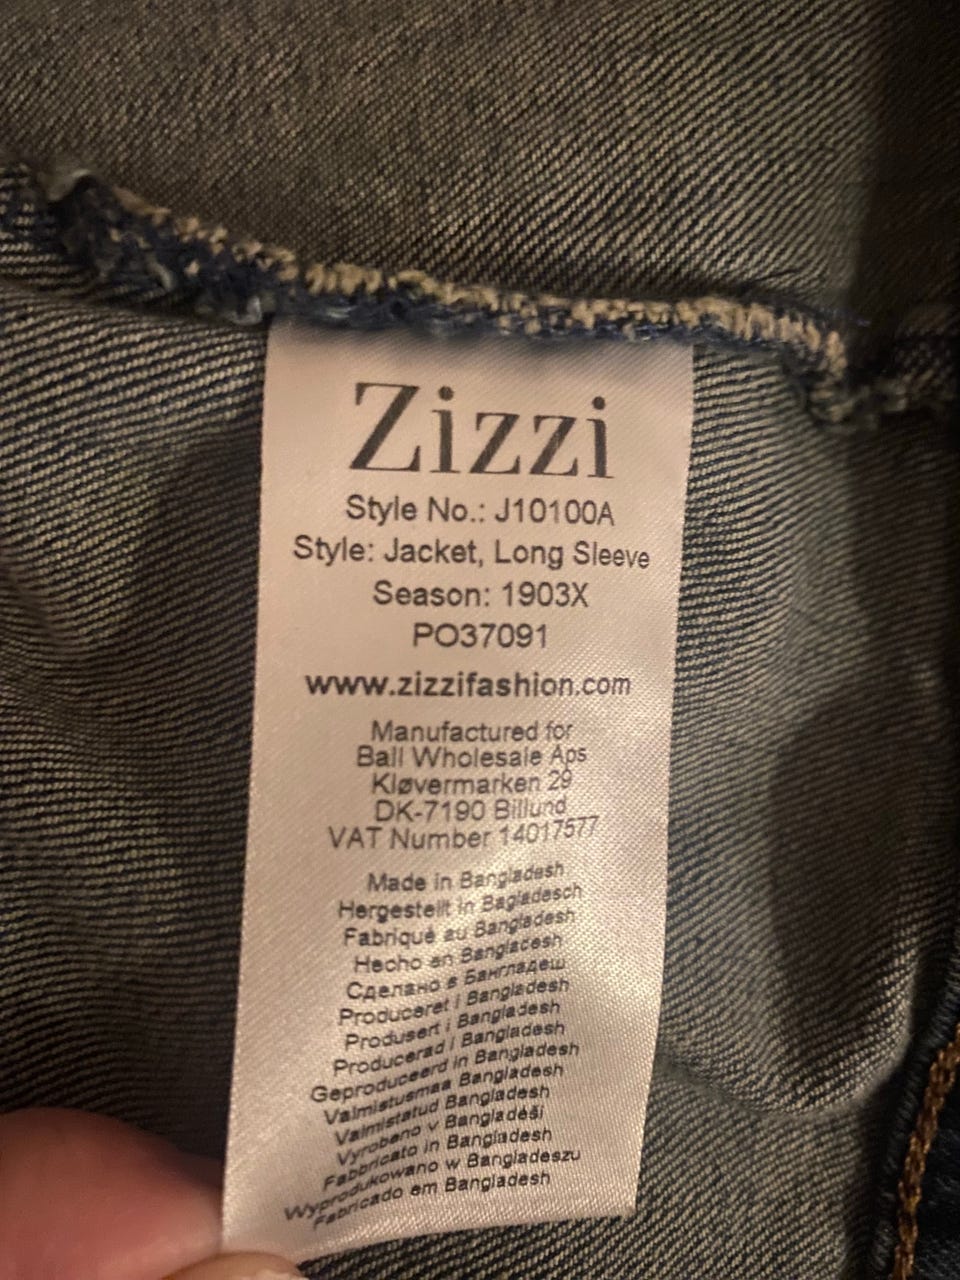 Zizzi
Style No.: J10100A
Style: Jacket, Long Sleeve
Season: 1903X
PO37091
www.zizzifashion.com
Manufactured for
Ball Wholesale Aps
Kløvermarken 29
DK-7190 Billund
VAT Number 14017577
Made in Bangladesh
Hergestellt in Bagladesch
Fabriqué au Bangladesh
Hecho en Bangladesh
Сделано в Бангладеш
Produceret i Bangladesh
Produsert i Bangladesh
Producerad i Bangladesh
Geproduceerd in Bangladesh
Valmistusmaa Bangladesh
Valmistatud Bangladesh
Vyrobeno v Bangladéši
Fabbricato in Bangladesh
Wyprodukowano w Bangladeszu
Fabricado em Bangladesh